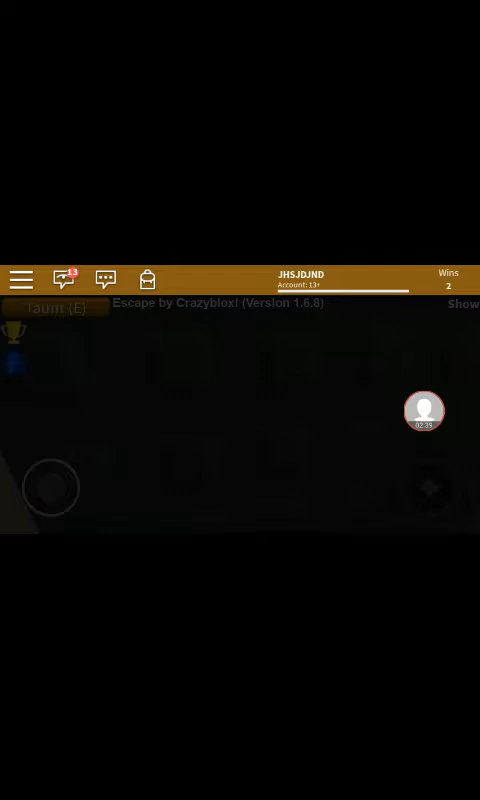 13
JHSJDJND
Account: 13+
Wins
2
Taunt (E)
Escape by Crazyblox! (Version 1.6.8)
Show
02:39